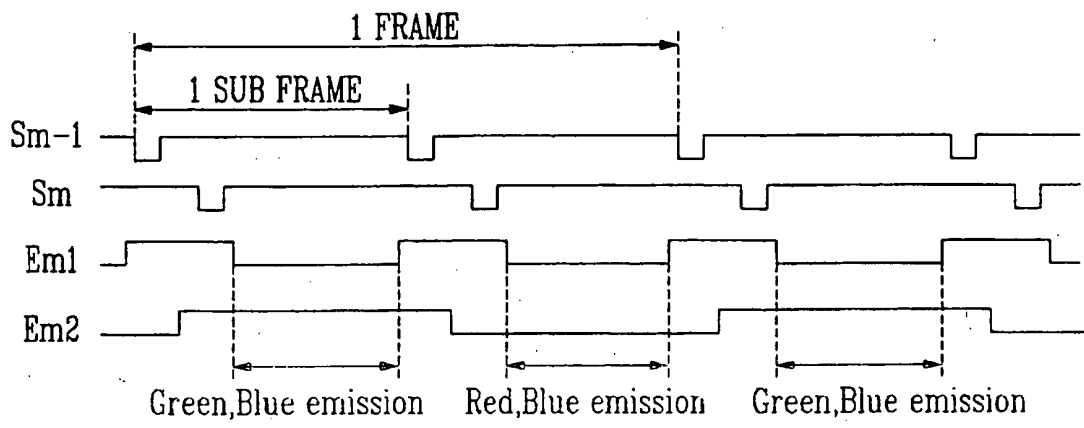 1 FRAME
1 SUB FRAME
Sm-1
Sm
Em1
Em2
Green,Blue emission Red,Blue emission Green,Blue emission